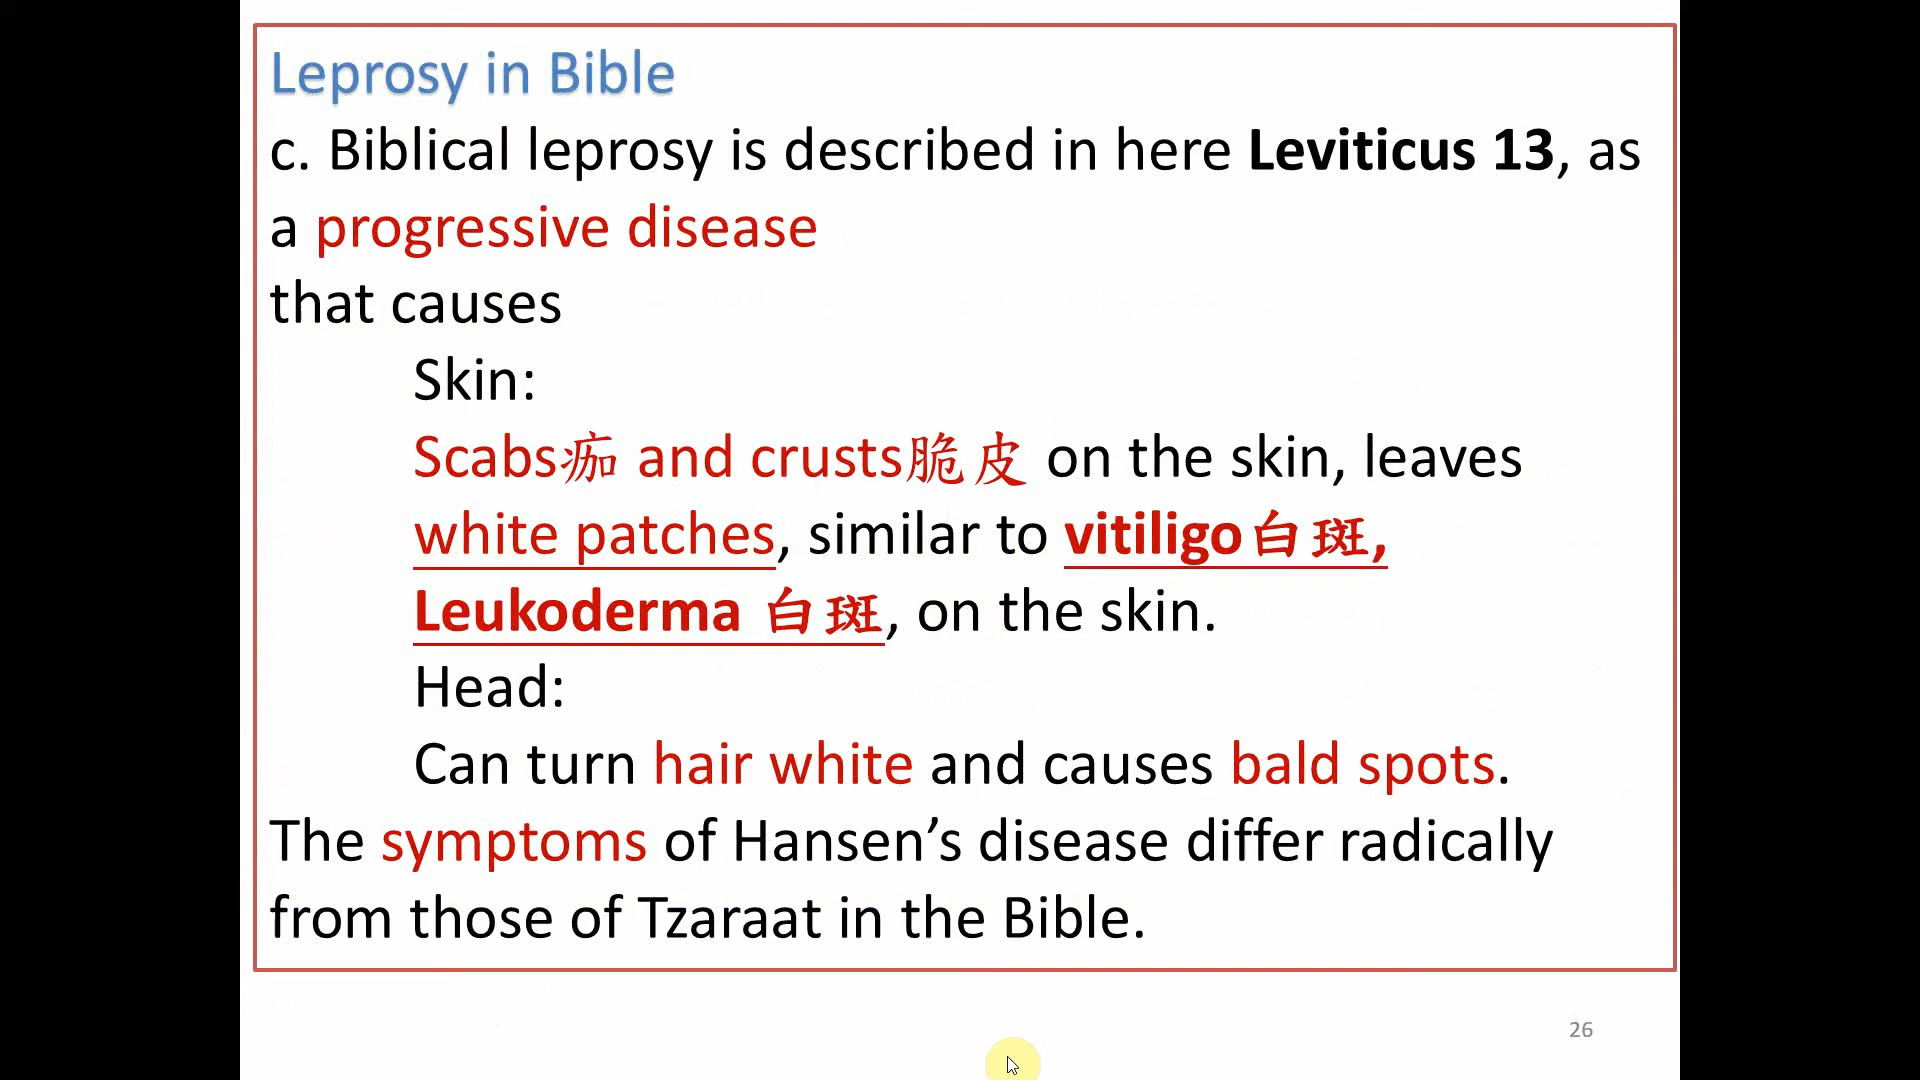 Leprosy in Bible
c. Biblical leprosy is described in here Leviticus 13, as
a progressive disease
that causes
Skin:
Scabs痂 and crusts脆皮 on the skin, leaves
white patches, similar to vitiligo白斑,
Leukoderma 白斑, on the skin.
Head:
Can turn hair white and causes bald spots.
The symptoms of Hansen’s disease differ radically
from those of Tzaraat in the Bible.
26